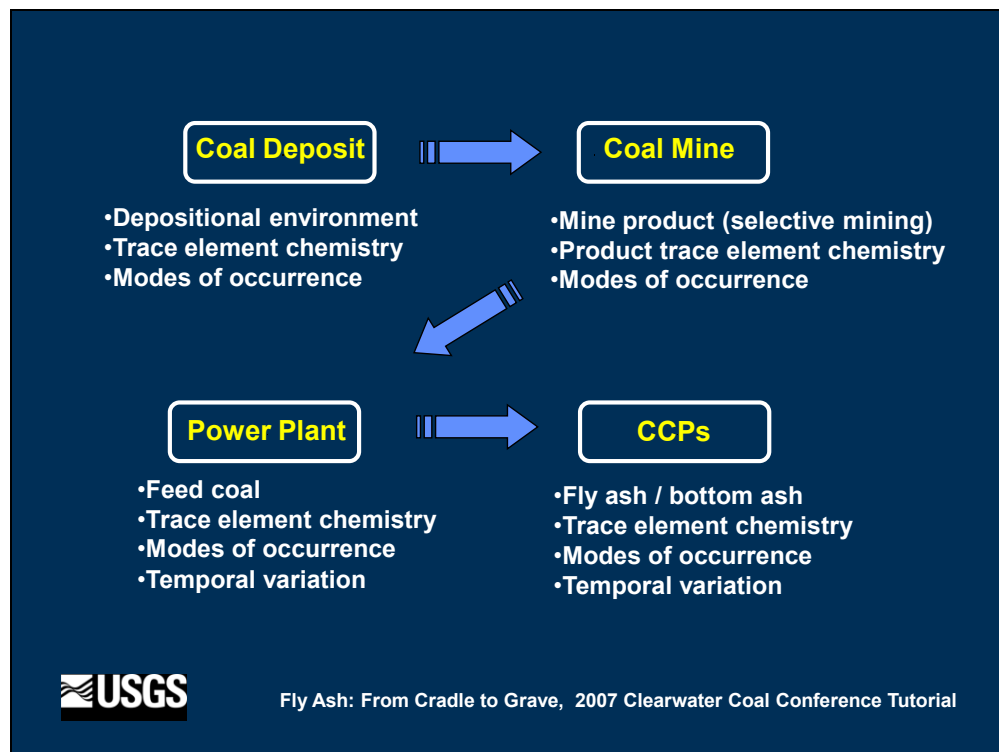 Coal Deposit
Coal Mine
•Depositional environment
•Trace element chemistry
•Modes of occurrence
•Mine product (selective mining)
•Product trace element chemistry
•Modes of occurrence
Power Plant
CCPs
•Feed coal
•Trace element chemistry
•Modes of occurrence
•Temporal variation
•Fly ash / bottom ash
•Trace element chemistry
•Modes of occurrence
•Temporal variation
USGS
Fly Ash: From Cradle to Grave, 2007 Clearwater Coal Conference Tutorial